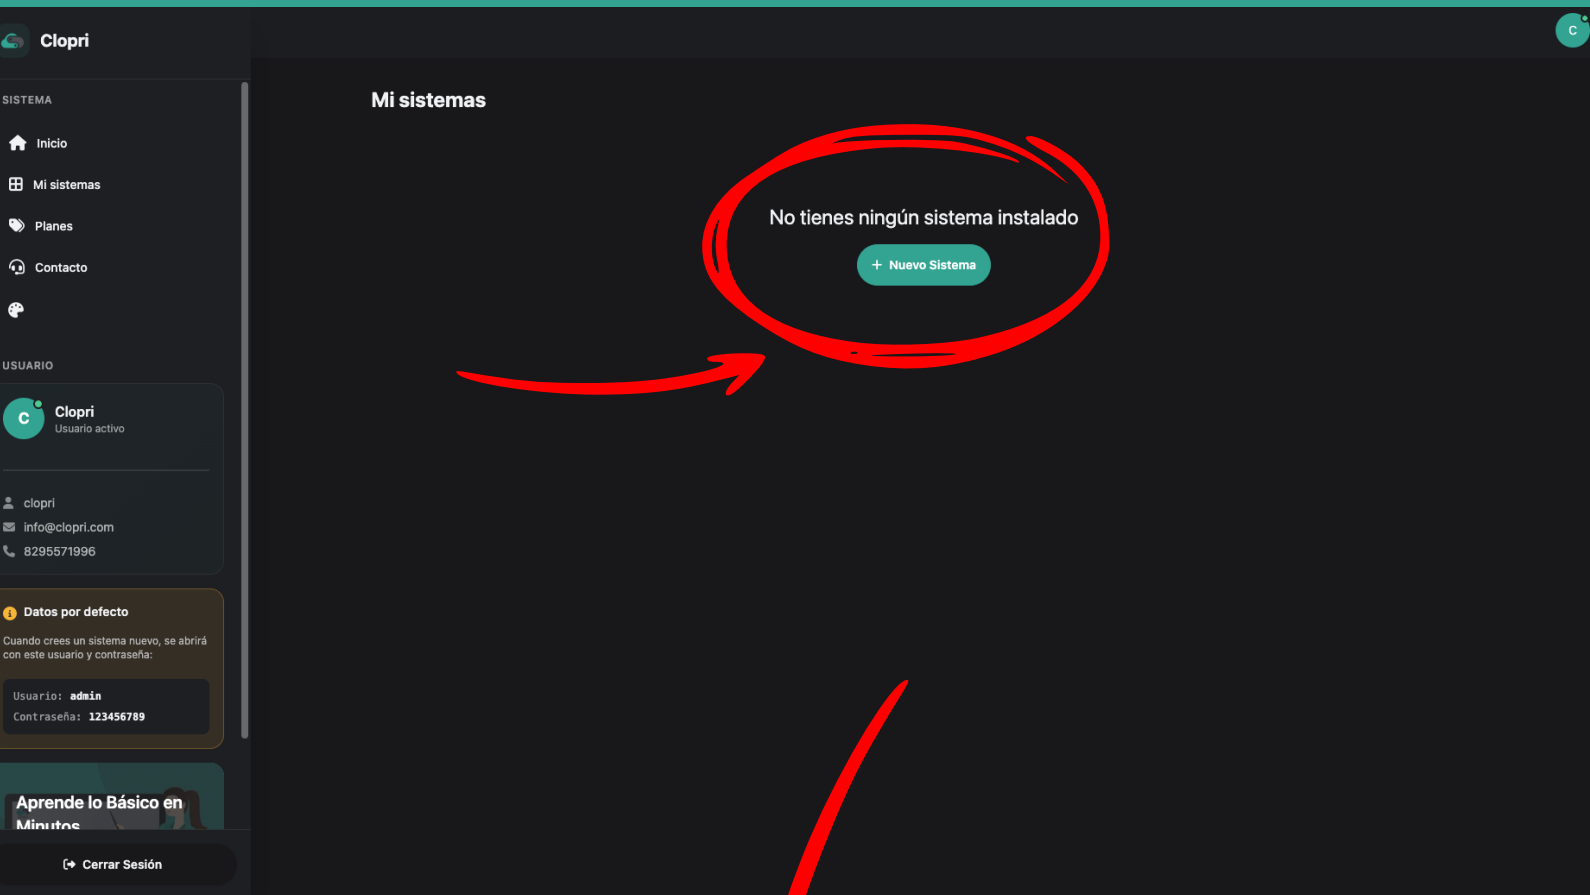 Clopri
C
SISTEMA
Inicio
Mi sistemas
Planes
Contacto
USUARIO
C
Clopri
Usuario activo
clopri
info@clopri.com
8295571996
Datos por defecto
Cuando crees un sistema nuevo, se abrirá
con este usuario y contraseña:
Usuario: admin
Contraseña: 123456789
Aprende lo Básico en
Minutos
Cerrar Sesión
Mi sistemas
No tienes ningún sistema instalado
+ Nuevo Sistema